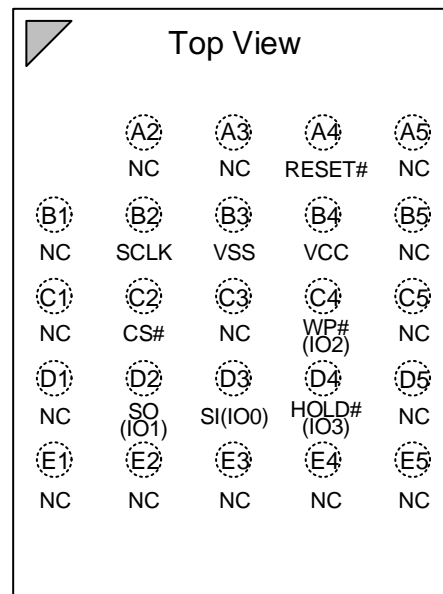 Top View
A2 A3 A4 A5
NC NC RESET# NC
B1 B2 B3 B4 B5
NC SCLK VSS VCC NC
C1 C2 C3 C4 C5
NC CS# NC WP# NC
(IO2)
D1 D2 D3 D4 D5
NC SO SI(IO0) HOLD# NC
(IO1) (IO3)
E1 E2 E3 E4 E5
NC NC NC NC NC